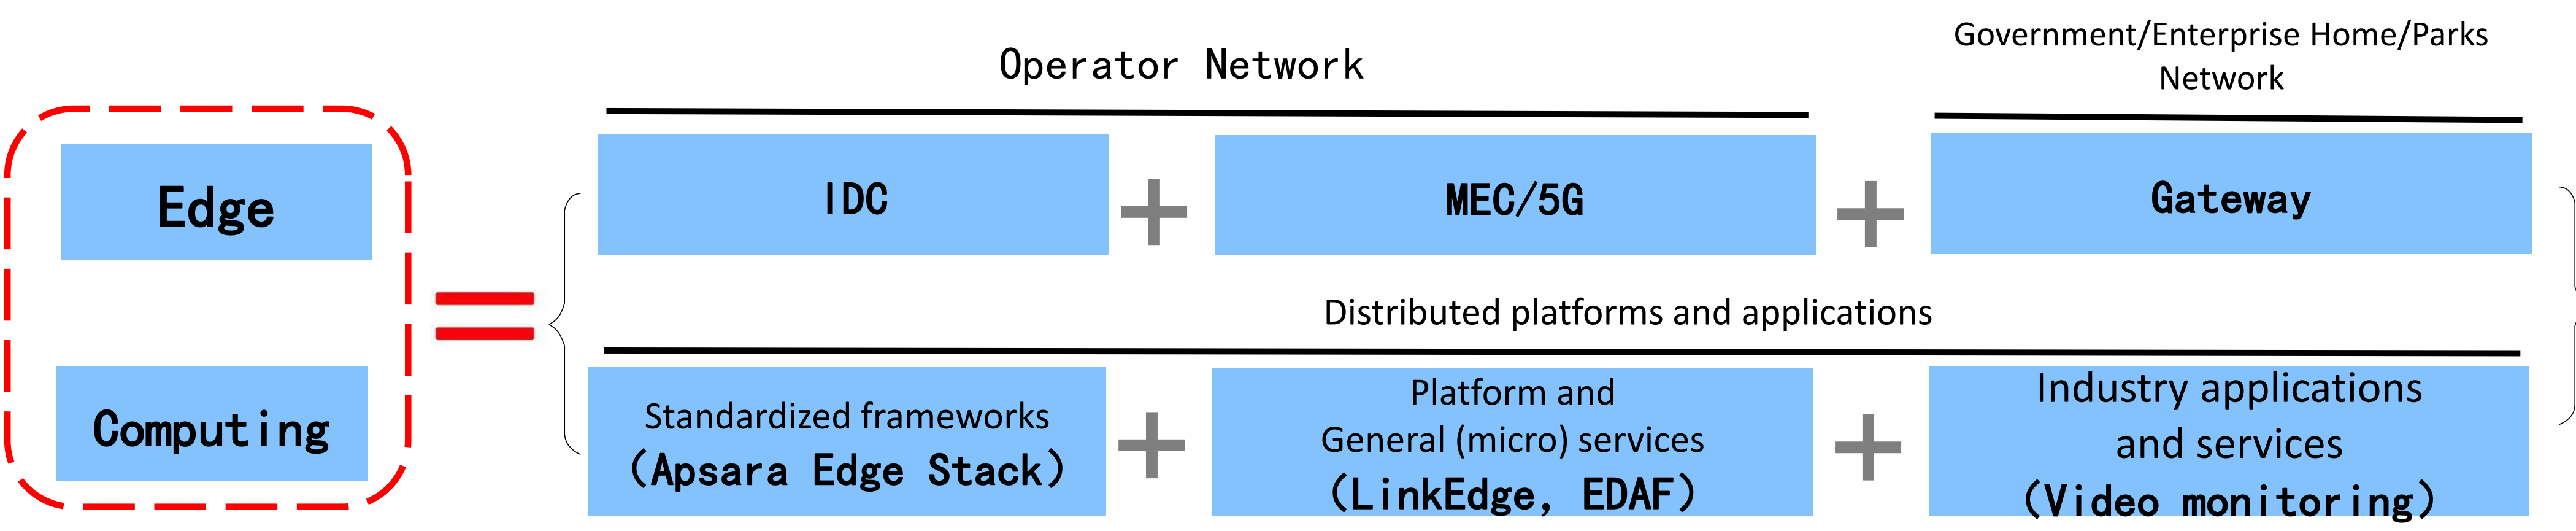 Operator Network
Government/Enterprise Home/Parks
Network
Edge
IDC
+
MEC/5G
+
Gateway
=
Distributed platforms and applications
Computing
Standardized frameworks
(Apsara Edge Stack)
+
Platform and
General (micro) services
(LinkEdge, EDAF)
+
Industry applications
and services
(Video monitoring)